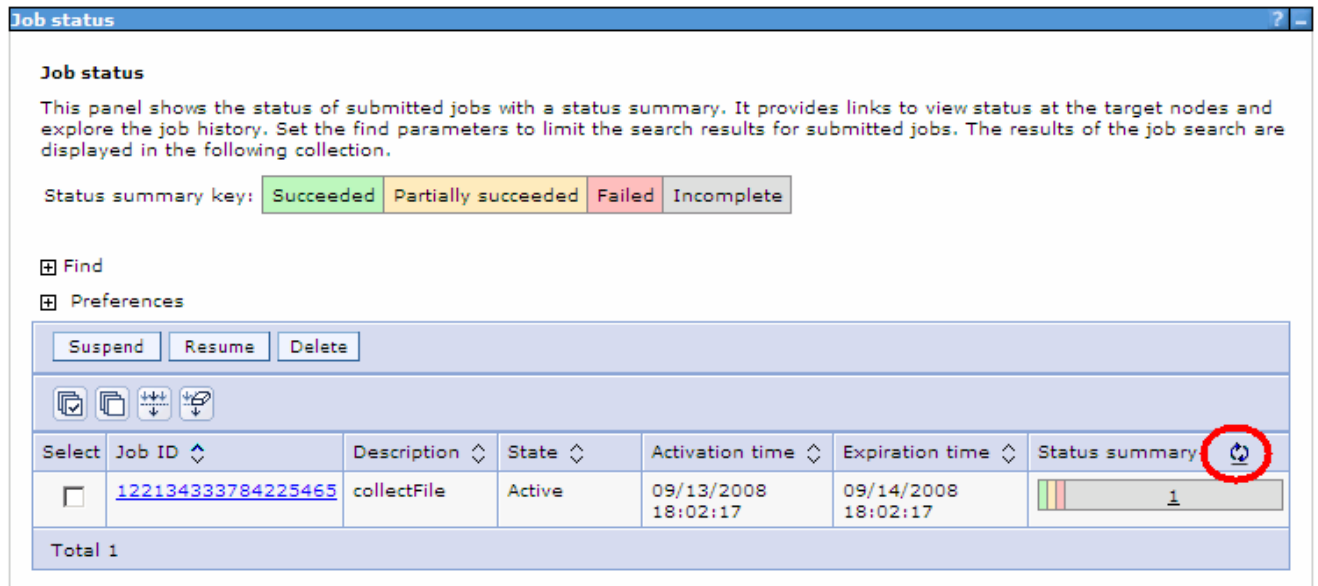 Job status ? –
Job status
This panel shows the status of submitted jobs with a status summary. It provides links to view status at the target nodes and
explore the job history. Set the find parameters to limit the search results for submitted jobs. The results of the job search are
displayed in the following collection.
Status summary key: Succeeded Partially succeeded Failed Incomplete
Find
Preferences
Suspend Resume Delete
Select Job ID Description State Activation time Expiration time Status summary
122134333784225465 collectFile Active 09/13/2008 09/14/2008 1
18:02:17 18:02:17
Total 1